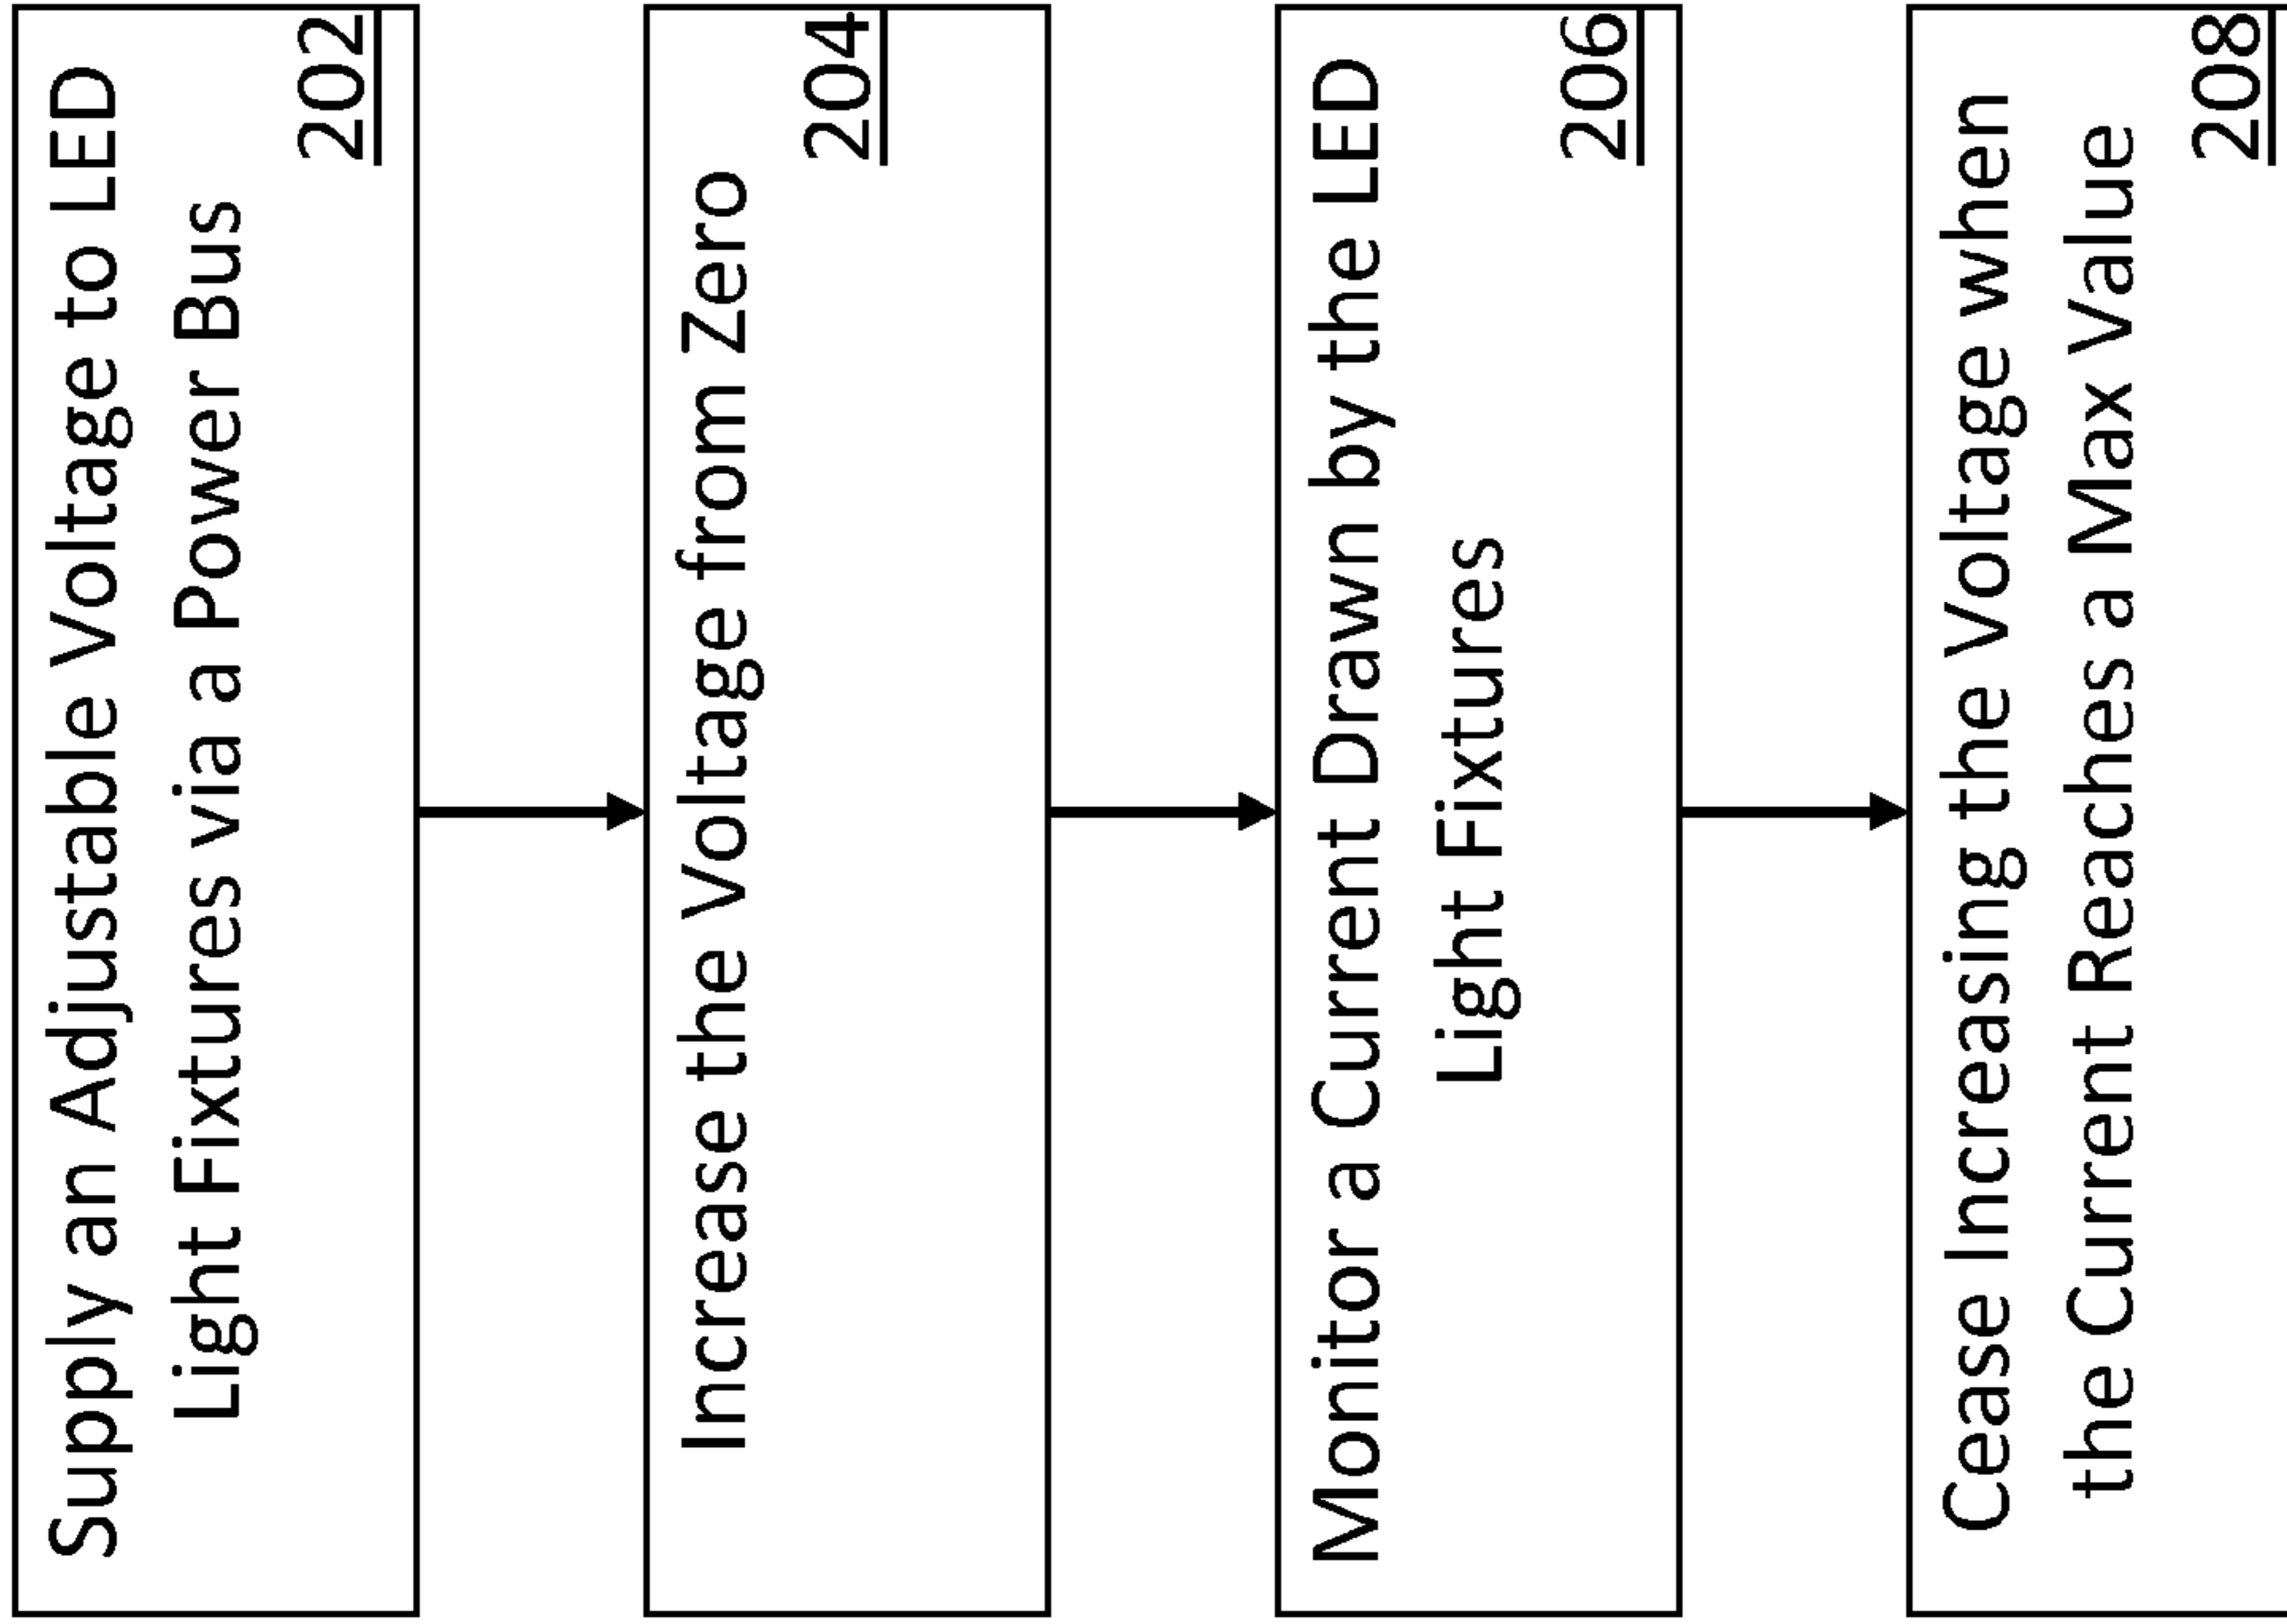 Supply an Adjustable Voltage to LED
Light Fixtures via a Power Bus
202
Increase the Voltage from Zero
204
Monitor a Current Drawn by the LED
Light Fixtures
206
Cease Increasing the Voltage when
the Current Reaches a Max Value
208